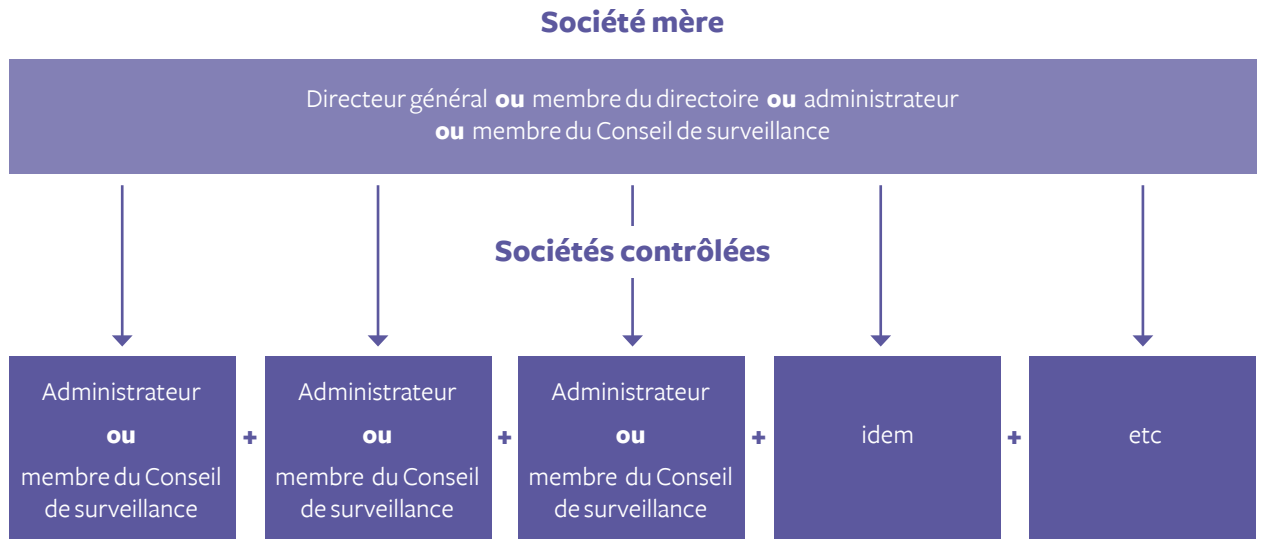 Société mère
Directeur général ou membre du directoire ou administrateur
ou membre du Conseil de surveillance
Sociétés contrôlées
Administrateur
ou
membre du Conseil
de surveillance
+
Administrateur
ou
membre du Conseil
de surveillance
+
Administrateur
ou
membre du Conseil
de surveillance
+
idem
+
etc